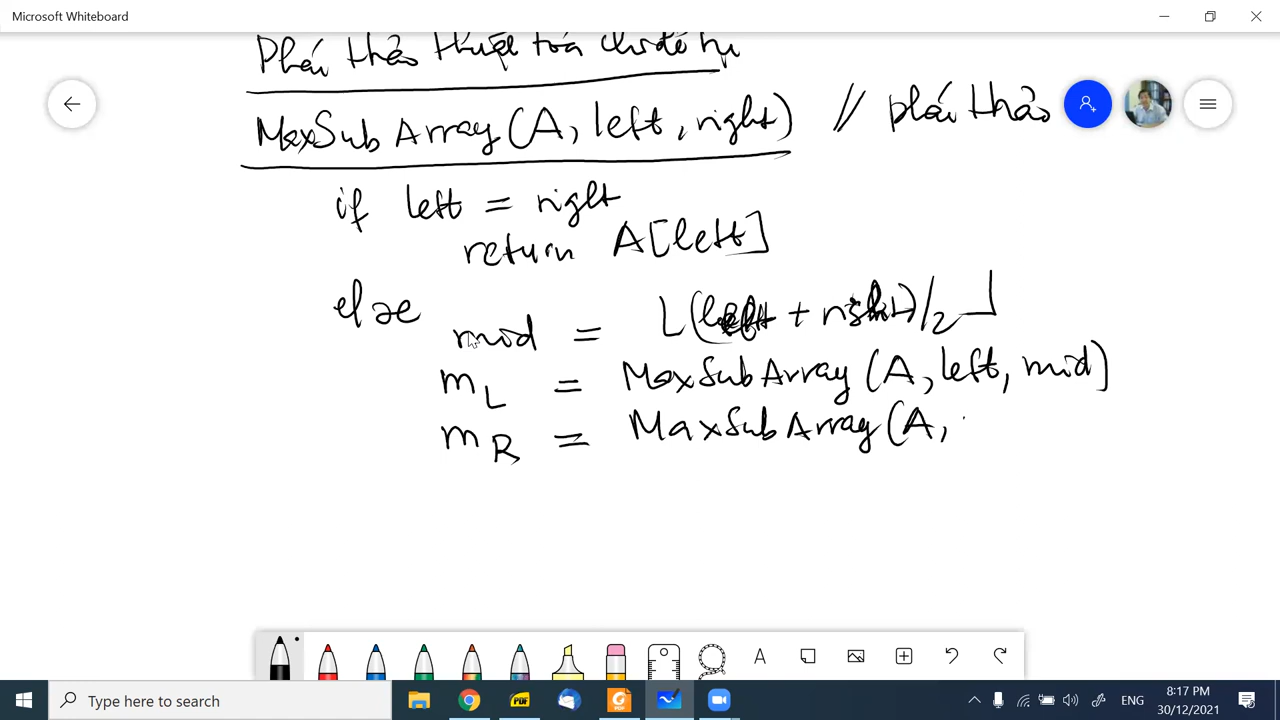 Microsoft Whiteboard
Phác thảo thuật toán chia để trị
MaxSubArray(A, left, right) // phác thảo
if left = right
return A[left]
else
mid = ⌊(left + right)/2⌋
m_L = MaxSubArray(A, left, mid)
m_R = MaxSubArray(A,
Type here to search
ENG
8:17 PM
30/12/2021